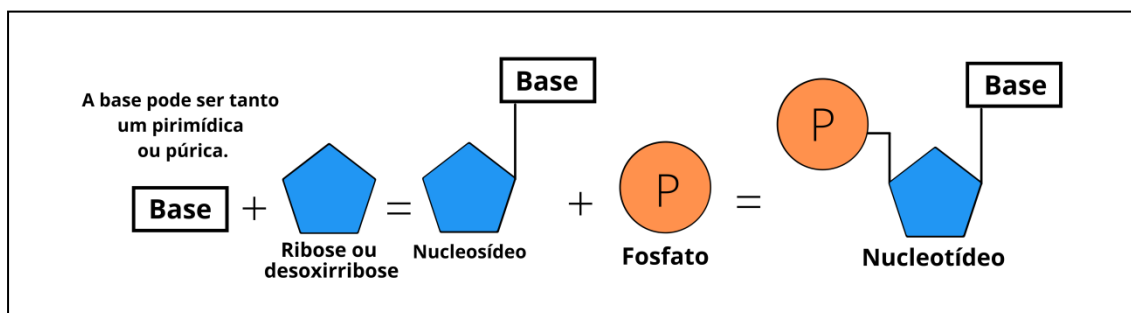 A base pode ser tanto
um pirimídica
ou púrica.
Base
+
Ribose ou
desoxirribose
=
Base
Nucleosídeo
+
P
Fosfato
=
P
Base
Nucleotídeo